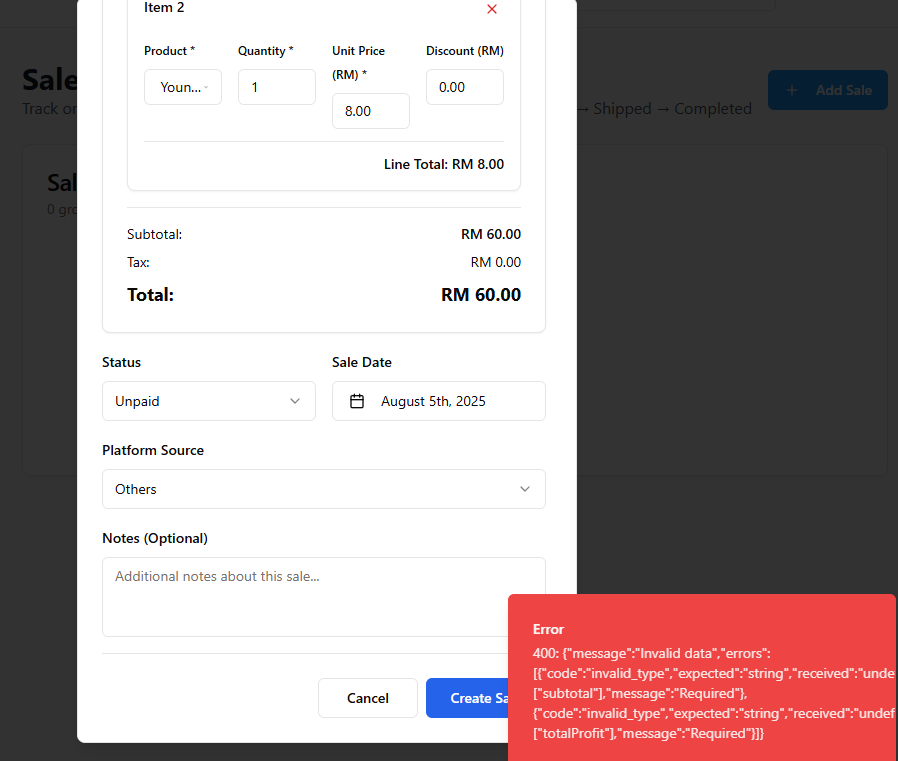 Item 2
Product *
Quantity *
Unit Price
(RM) *
Discount (RM)
Youn...
1
8.00
0.00
Line Total: RM 8.00
Subtotal:
RM 60.00
Tax:
RM 0.00
Total:
RM 60.00
Status
Sale Date
Unpaid
August 5th, 2025
Platform Source
Others
Notes (Optional)
Additional notes about this sale...
Cancel
Create Sa
Sale
Track or
→ Shipped → Completed
+ Add Sale
Sal
0 gro
Error
400: {"message":"Invalid data","errors":
[{"code":"invalid_type","expected":"string","received":"unde
["subtotal"],"message":"Required"},
{"code":"invalid_type","expected":"string","received":"undef
["totalProfit"],"message":"Required"}]}